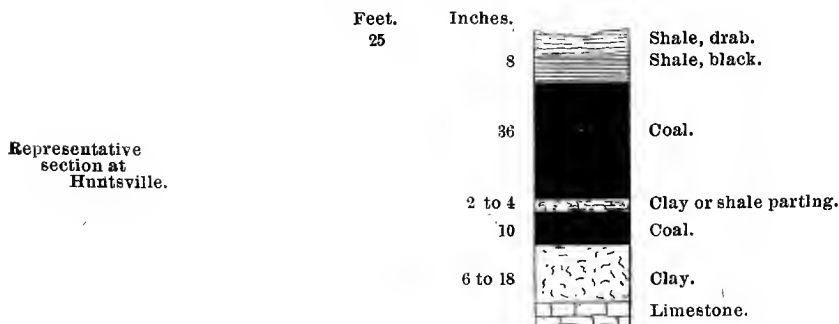 Feet. Inches.
25 Shale, drab.
8 Shale, black.
36 Coal.
Representative
section at
Huntsville.
2 to 4 Clay or shale parting.
10 Coal.
6 to 18 Clay.
Limestone.